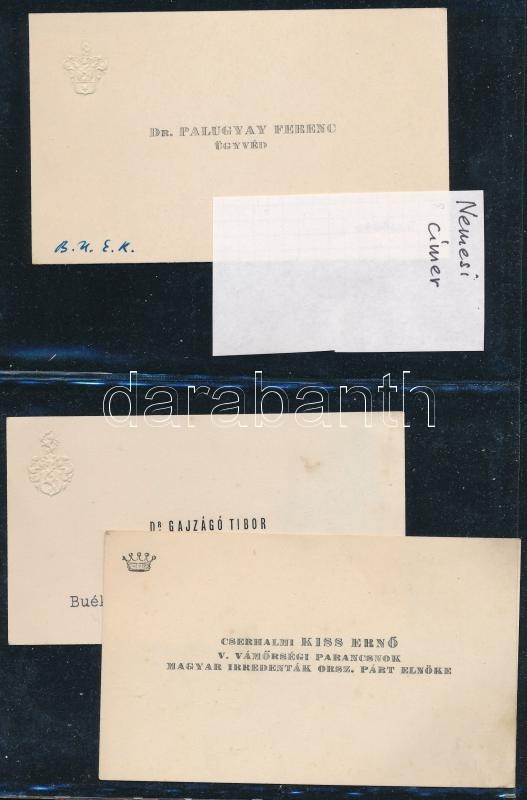 Dr. PALUGYAY FERENC
ÜGYVÉD
B. U. É. K.
Nemesi
címer
darabanth
Dr GAJZÁGÓ TIBOR
Buék
CSERHALMI KISS ERNŐ
V. VÁMŐRSÉGI PARANCSNOK
MAGYAR IRREDENTÁK ORSZ. PÁRT ELNÖKE